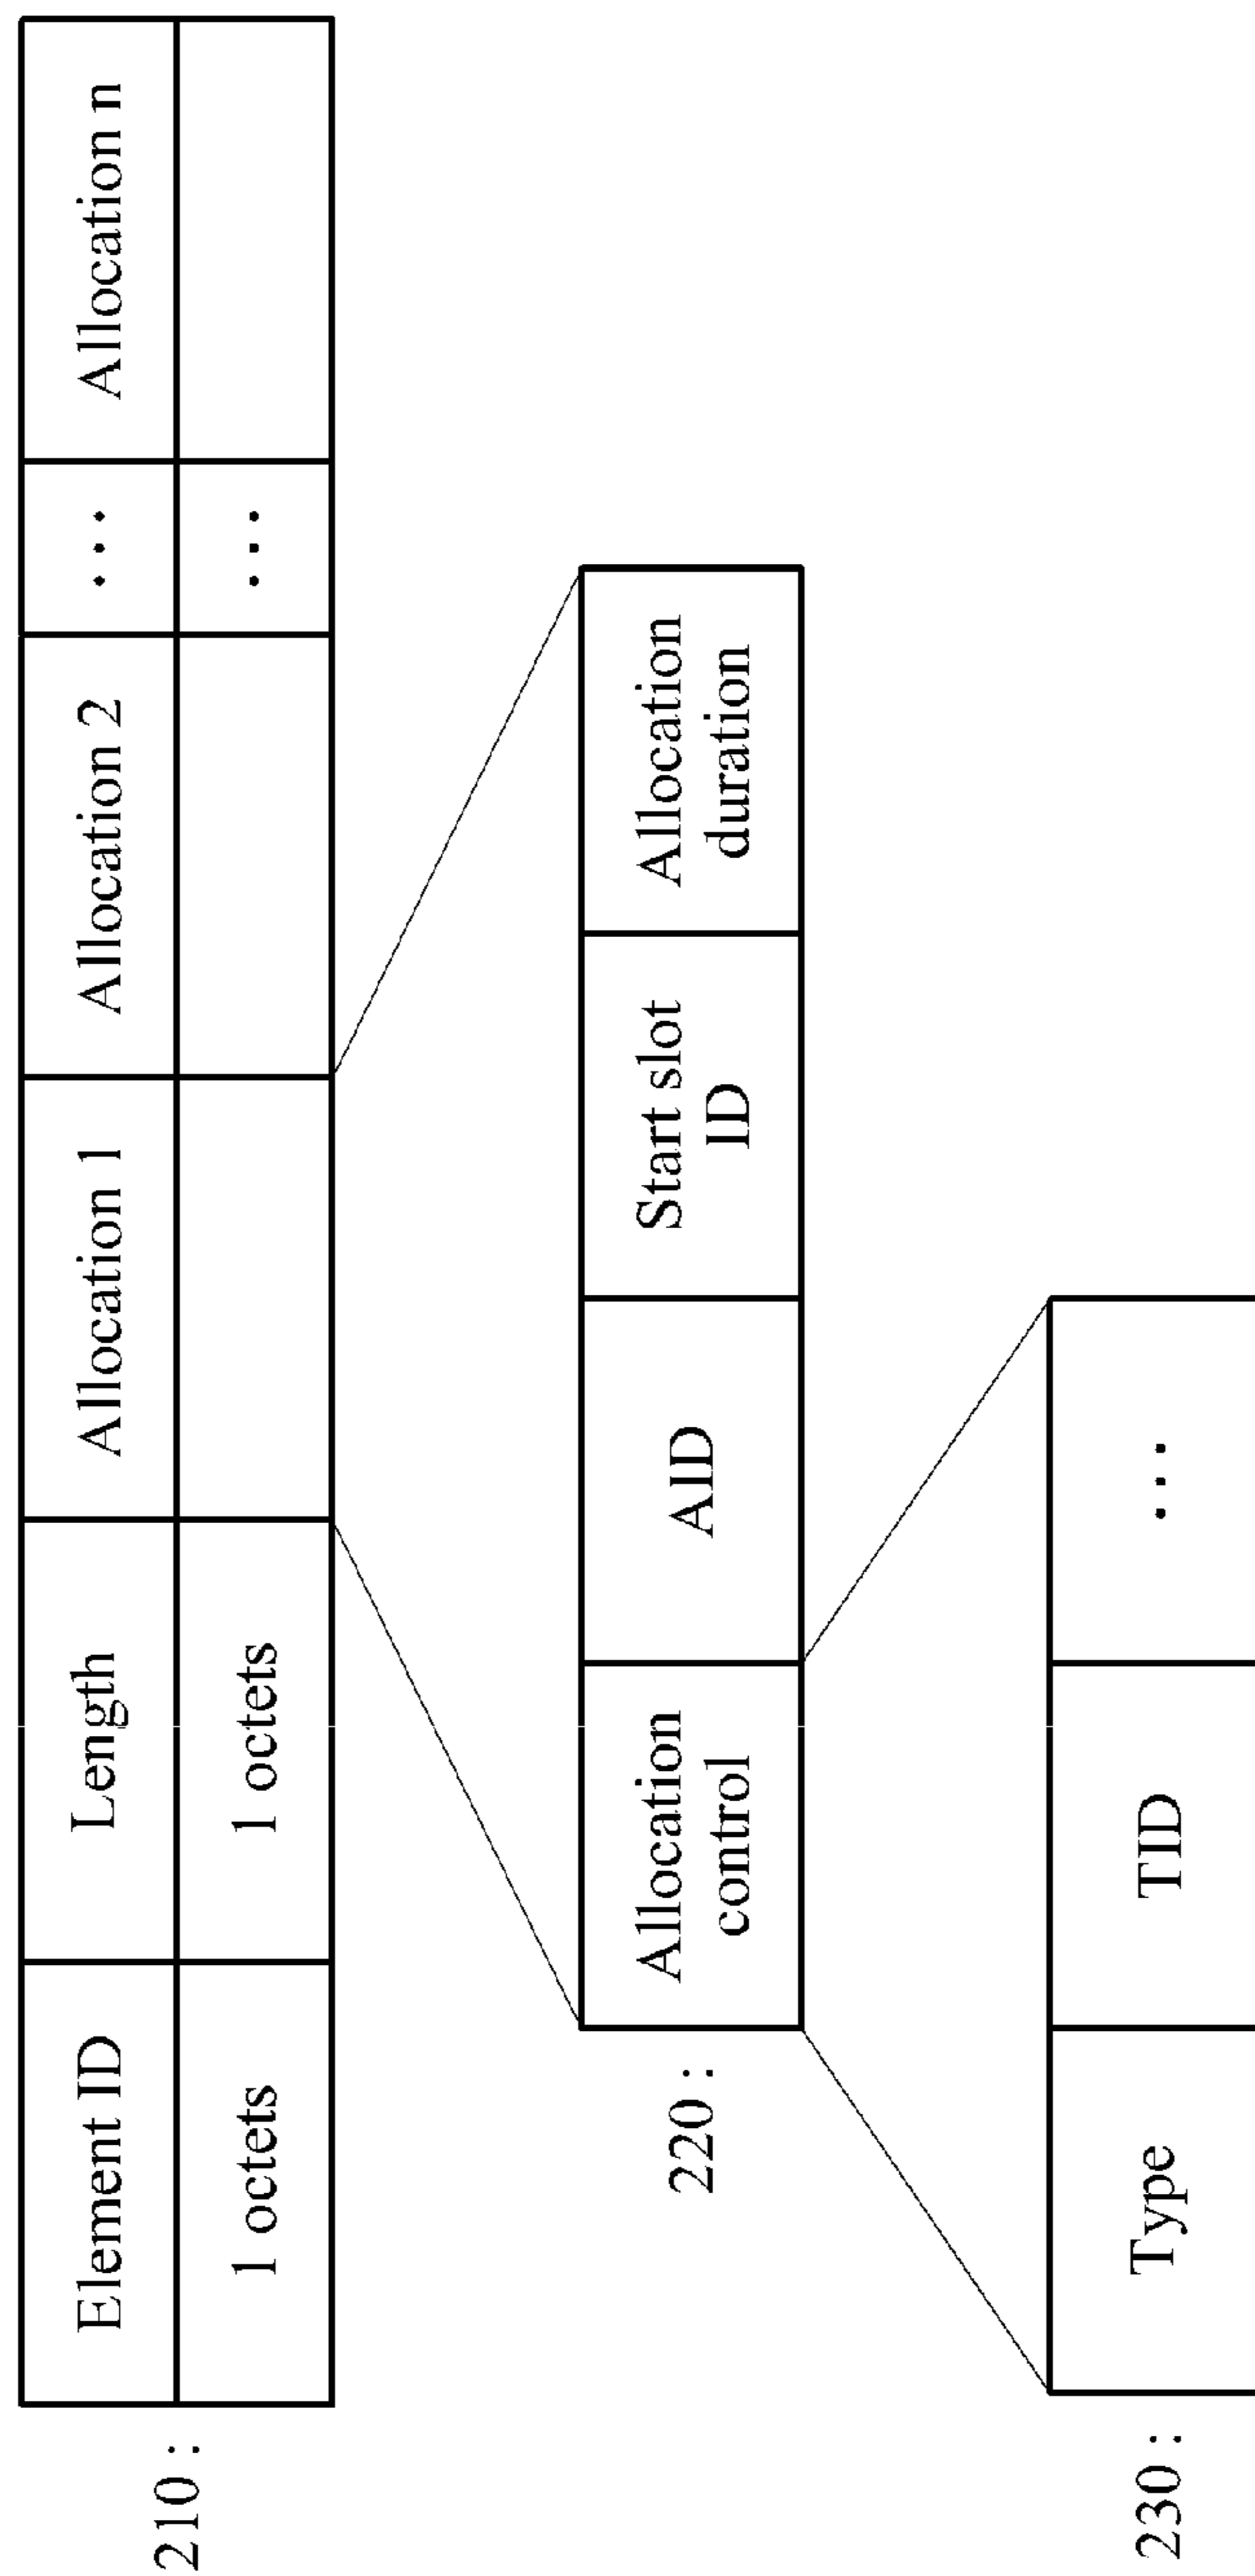 210 :
Element ID
Length
Allocation 1
Allocation 2
...
Allocation n
1 octets
1 octets
...
220 :
Allocation
control
AID
Start slot
ID
Allocation
duration
230 :
Type
TID
...